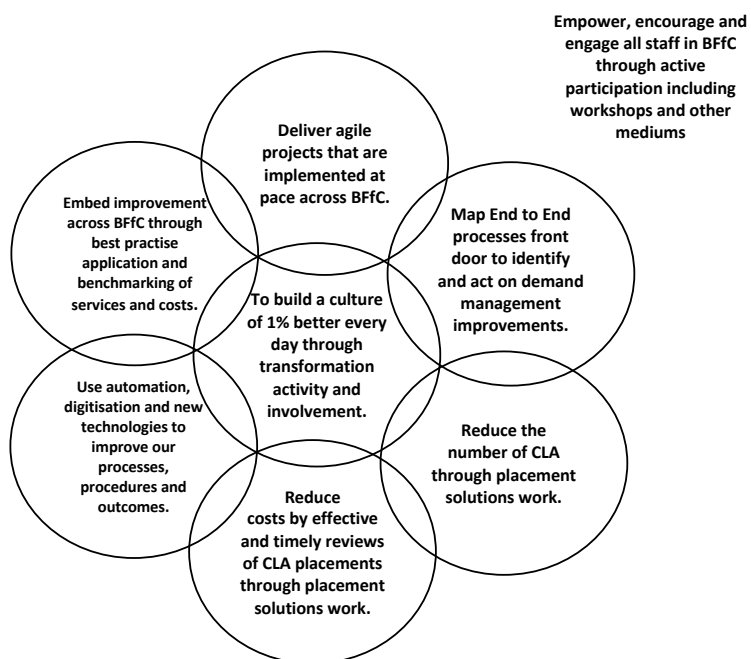 Empower, encourage and
engage all staff in BFfC
through active
participation including
workshops and other
mediums
Deliver agile
projects that are
implemented at
pace across BFfC.
Embed improvement
across BFfC through
best practise
application and
benchmarking of
services and costs.
Map End to End
processes front
door to identify
and act on demand
management
improvements.
To build a culture
of 1% better every
day through
transformation
activity and
involvement.
Use automation,
digitisation and new
technologies to
improve our
processes,
procedures and
outcomes.
Reduce the
number of CLA
through placement
solutions work.
Reduce
costs by effective
and timely reviews
of CLA placements
through placement
solutions work.